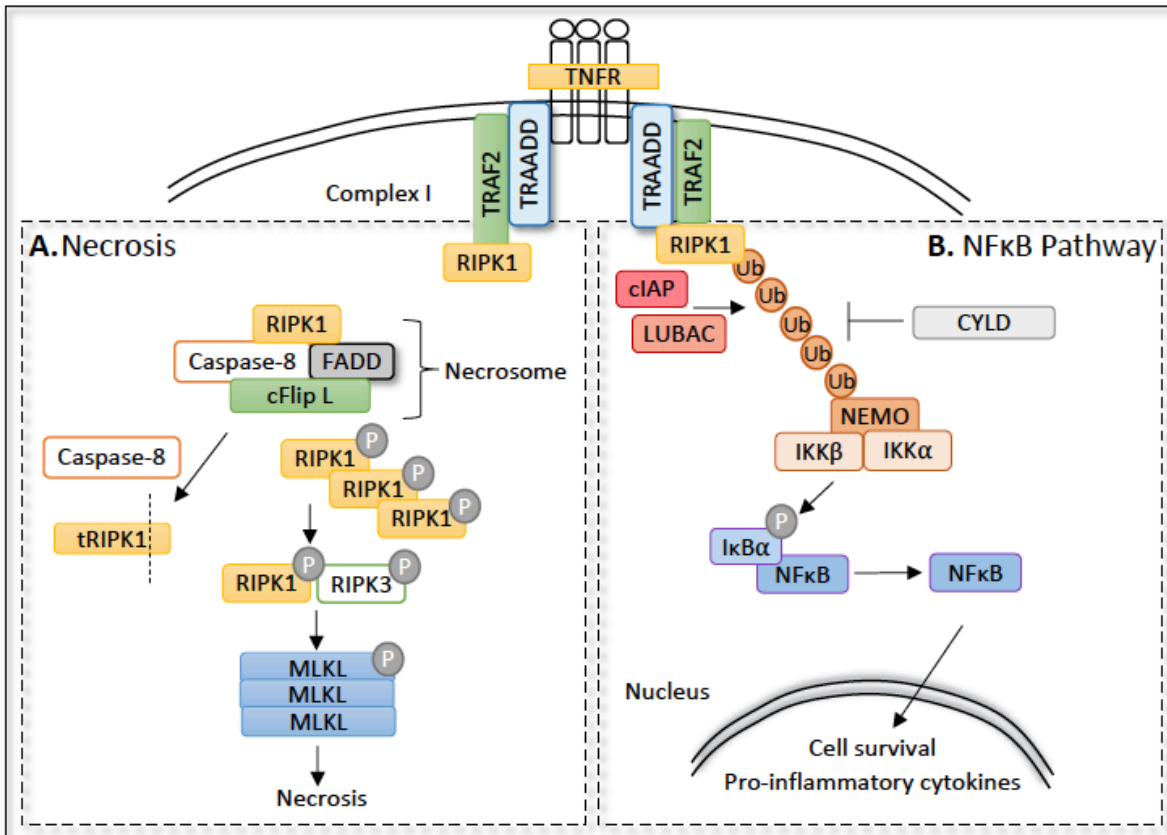 TNFR
TRAF2
TRAADD
TRAADD
TRAF2
Complex I
A. Necrosis
RIPK1
RIPK1
Caspase-8
FADD
cFlip L
Necrosome
Caspase-8
tRIPK1
RIPK1
P
RIPK1
P
RIPK1
P
RIPK1
P
RIPK3
P
MLKL
P
MLKL
MLKL
Necrosis
B. NFκB Pathway
RIPK1
Ub
Ub
Ub
Ub
Ub
cIAP
LUBAC
CYLD
NEMO
IKKβ
IKKα
P
IκBα
NFκB
NFκB
Nucleus
Cell survival
Pro-inflammatory cytokines